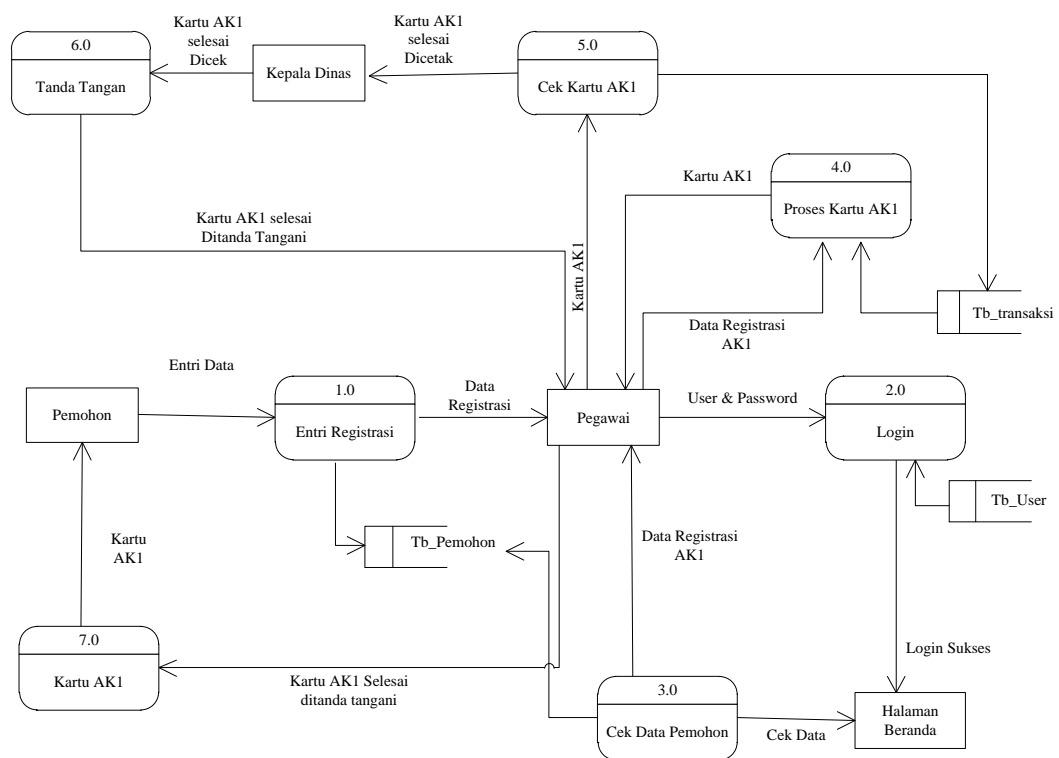 Kartu AK1
selesai
Dicek
Kartu AK1
selesai
Dicetak
6.0
Tanda Tangan
Kepala Dinas
5.0
Cek Kartu AK1
Kartu AK1
4.0
Proses Kartu AK1
Kartu AK1 selesai
Ditanda Tangani
Kartu AK1
Data Registrasi
AK1
Tb_transaksi
Entri Data
Pemohon
1.0
Entri Registrasi
Data
Registrasi
Pegawai
User & Password
2.0
Login
Tb_User
Kartu
AK1
Tb_Pemohon
Data Registrasi
AK1
7.0
Kartu AK1
Kartu AK1 Selesai
ditanda tangani
3.0
Cek Data Pemohon
Cek Data
Login Sukses
Halaman
Beranda